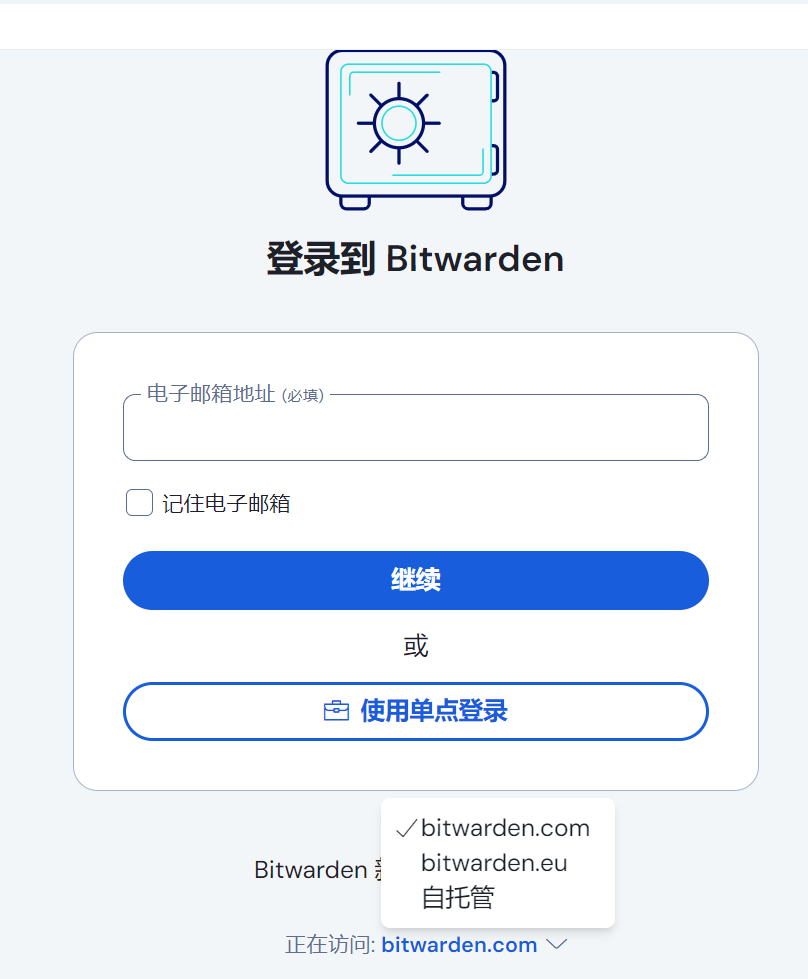 登录到 Bitwarden
电子邮箱地址 (必填)
记住电子邮箱
继续
或
使用单点登录
bitwarden.com
bitwarden.eu
自托管
Bitwarden
正在访问: bitwarden.com